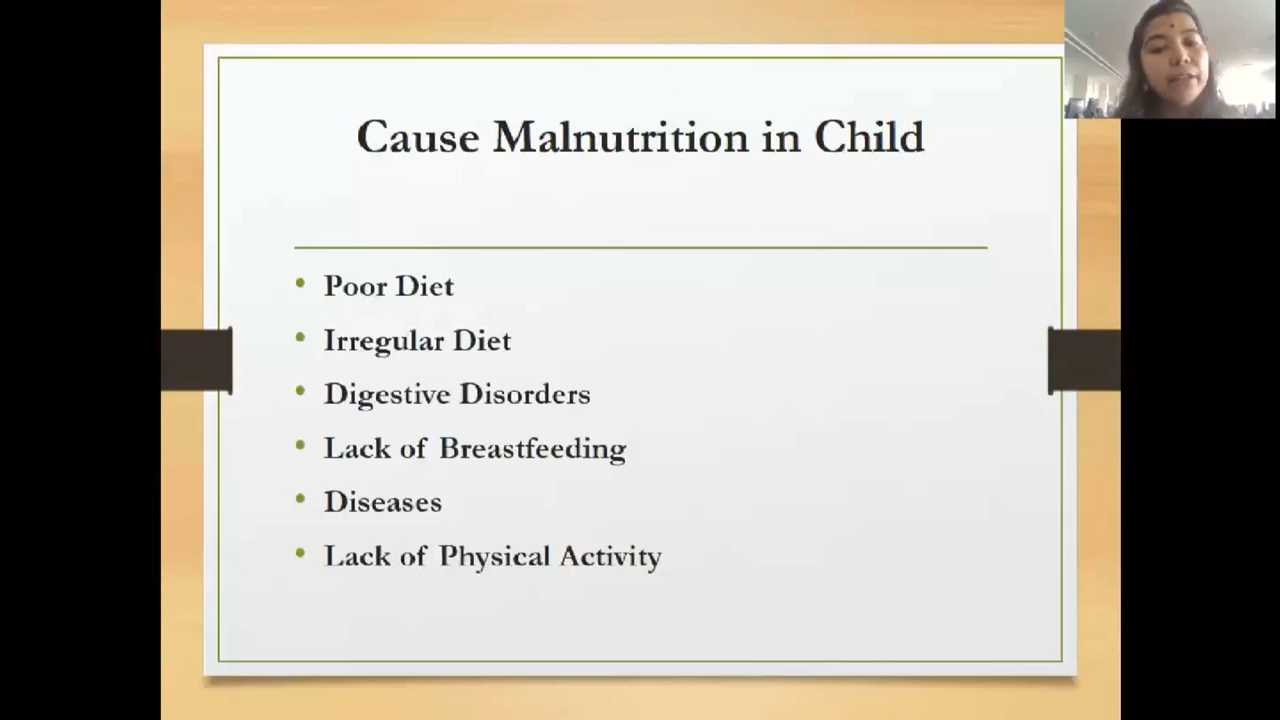 Cause Malnutrition in Child
• Poor Diet
• Irregular Diet
• Digestive Disorders
• Lack of Breastfeeding
• Diseases
• Lack of Physical Activity